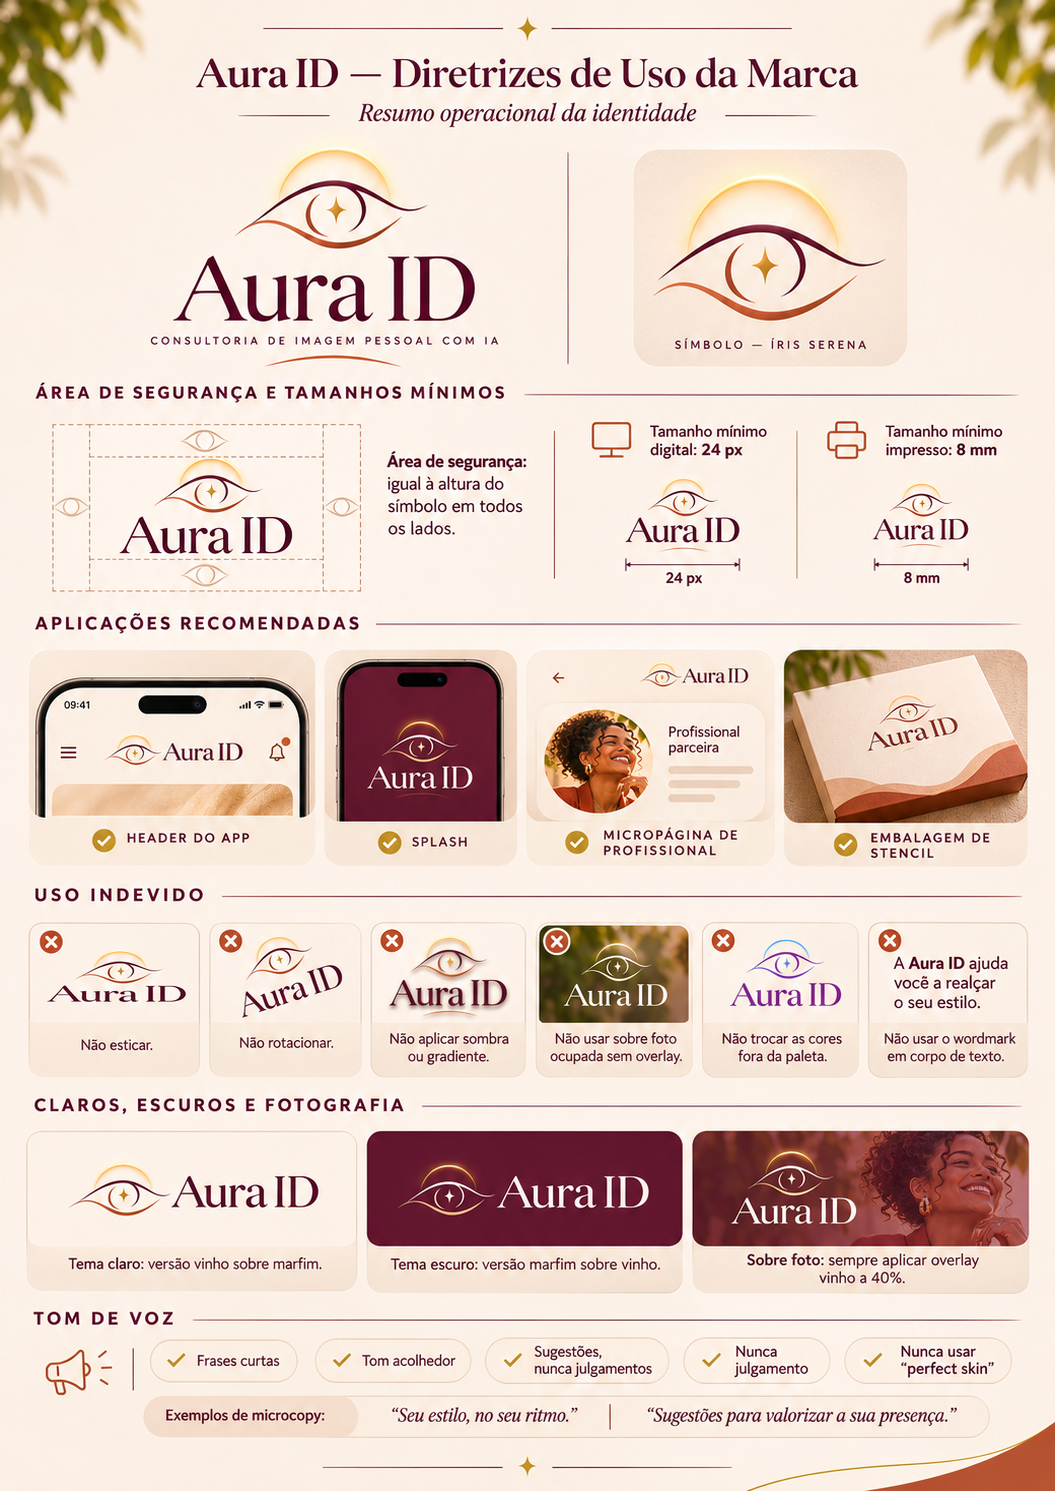 Aura ID — Diretrizes de Uso da Marca
Resumo operacional da identidade
Aura ID
CONSULTORIA DE IMAGEM PESSOAL COM IA
SÍMBOLO — ÍRIS SERENA
ÁREA DE SEGURANÇA E TAMANHOS MÍNIMOS
Aura ID
Área de segurança:
igual à altura do
símbolo em todos
os lados.
Tamanho mínimo
digital: 24 px
Aura ID
24 px
Tamanho mínimo
impresso: 8 mm
Aura ID
8 mm
APLICAÇÕES RECOMENDADAS
09:41
Aura ID
HEADER DO APP
Aura ID
SPLASH
Aura ID
Profissional
parceira
MICROPÁGINA DE
PROFISSIONAL
Aura ID
EMBALAGEM DE
STENCIL
USO INDEVIDO
Aura ID
Não esticar.
Aura ID
Não rotacionar.
Aura ID
Não aplicar sombra
ou gradiente.
Aura ID
Não usar sobre foto
ocupada sem overlay.
Aura ID
Não trocar as cores
fora da paleta.
A Aura ID ajuda
você a realçar
o seu estilo.
Não usar o wordmark
em corpo de texto.
CLAROS, ESCUROS E FOTOGRAFIA
Aura ID
Tema claro: versão vinho sobre marfim.
Aura ID
Tema escuro: versão marfim sobre vinho.
Aura ID
Sobre foto: sempre aplicar overlay
vinho a 40%.
TOM DE VOZ
Frases curtas
Tom acolhedor
Sugestões,
nunca julgamentos
Nunca
julgamento
Nunca usar
“perfect skin”
Exemplos de microcopy:
“Seu estilo, no seu ritmo.”
“Sugestões para valorizar a sua presença.”